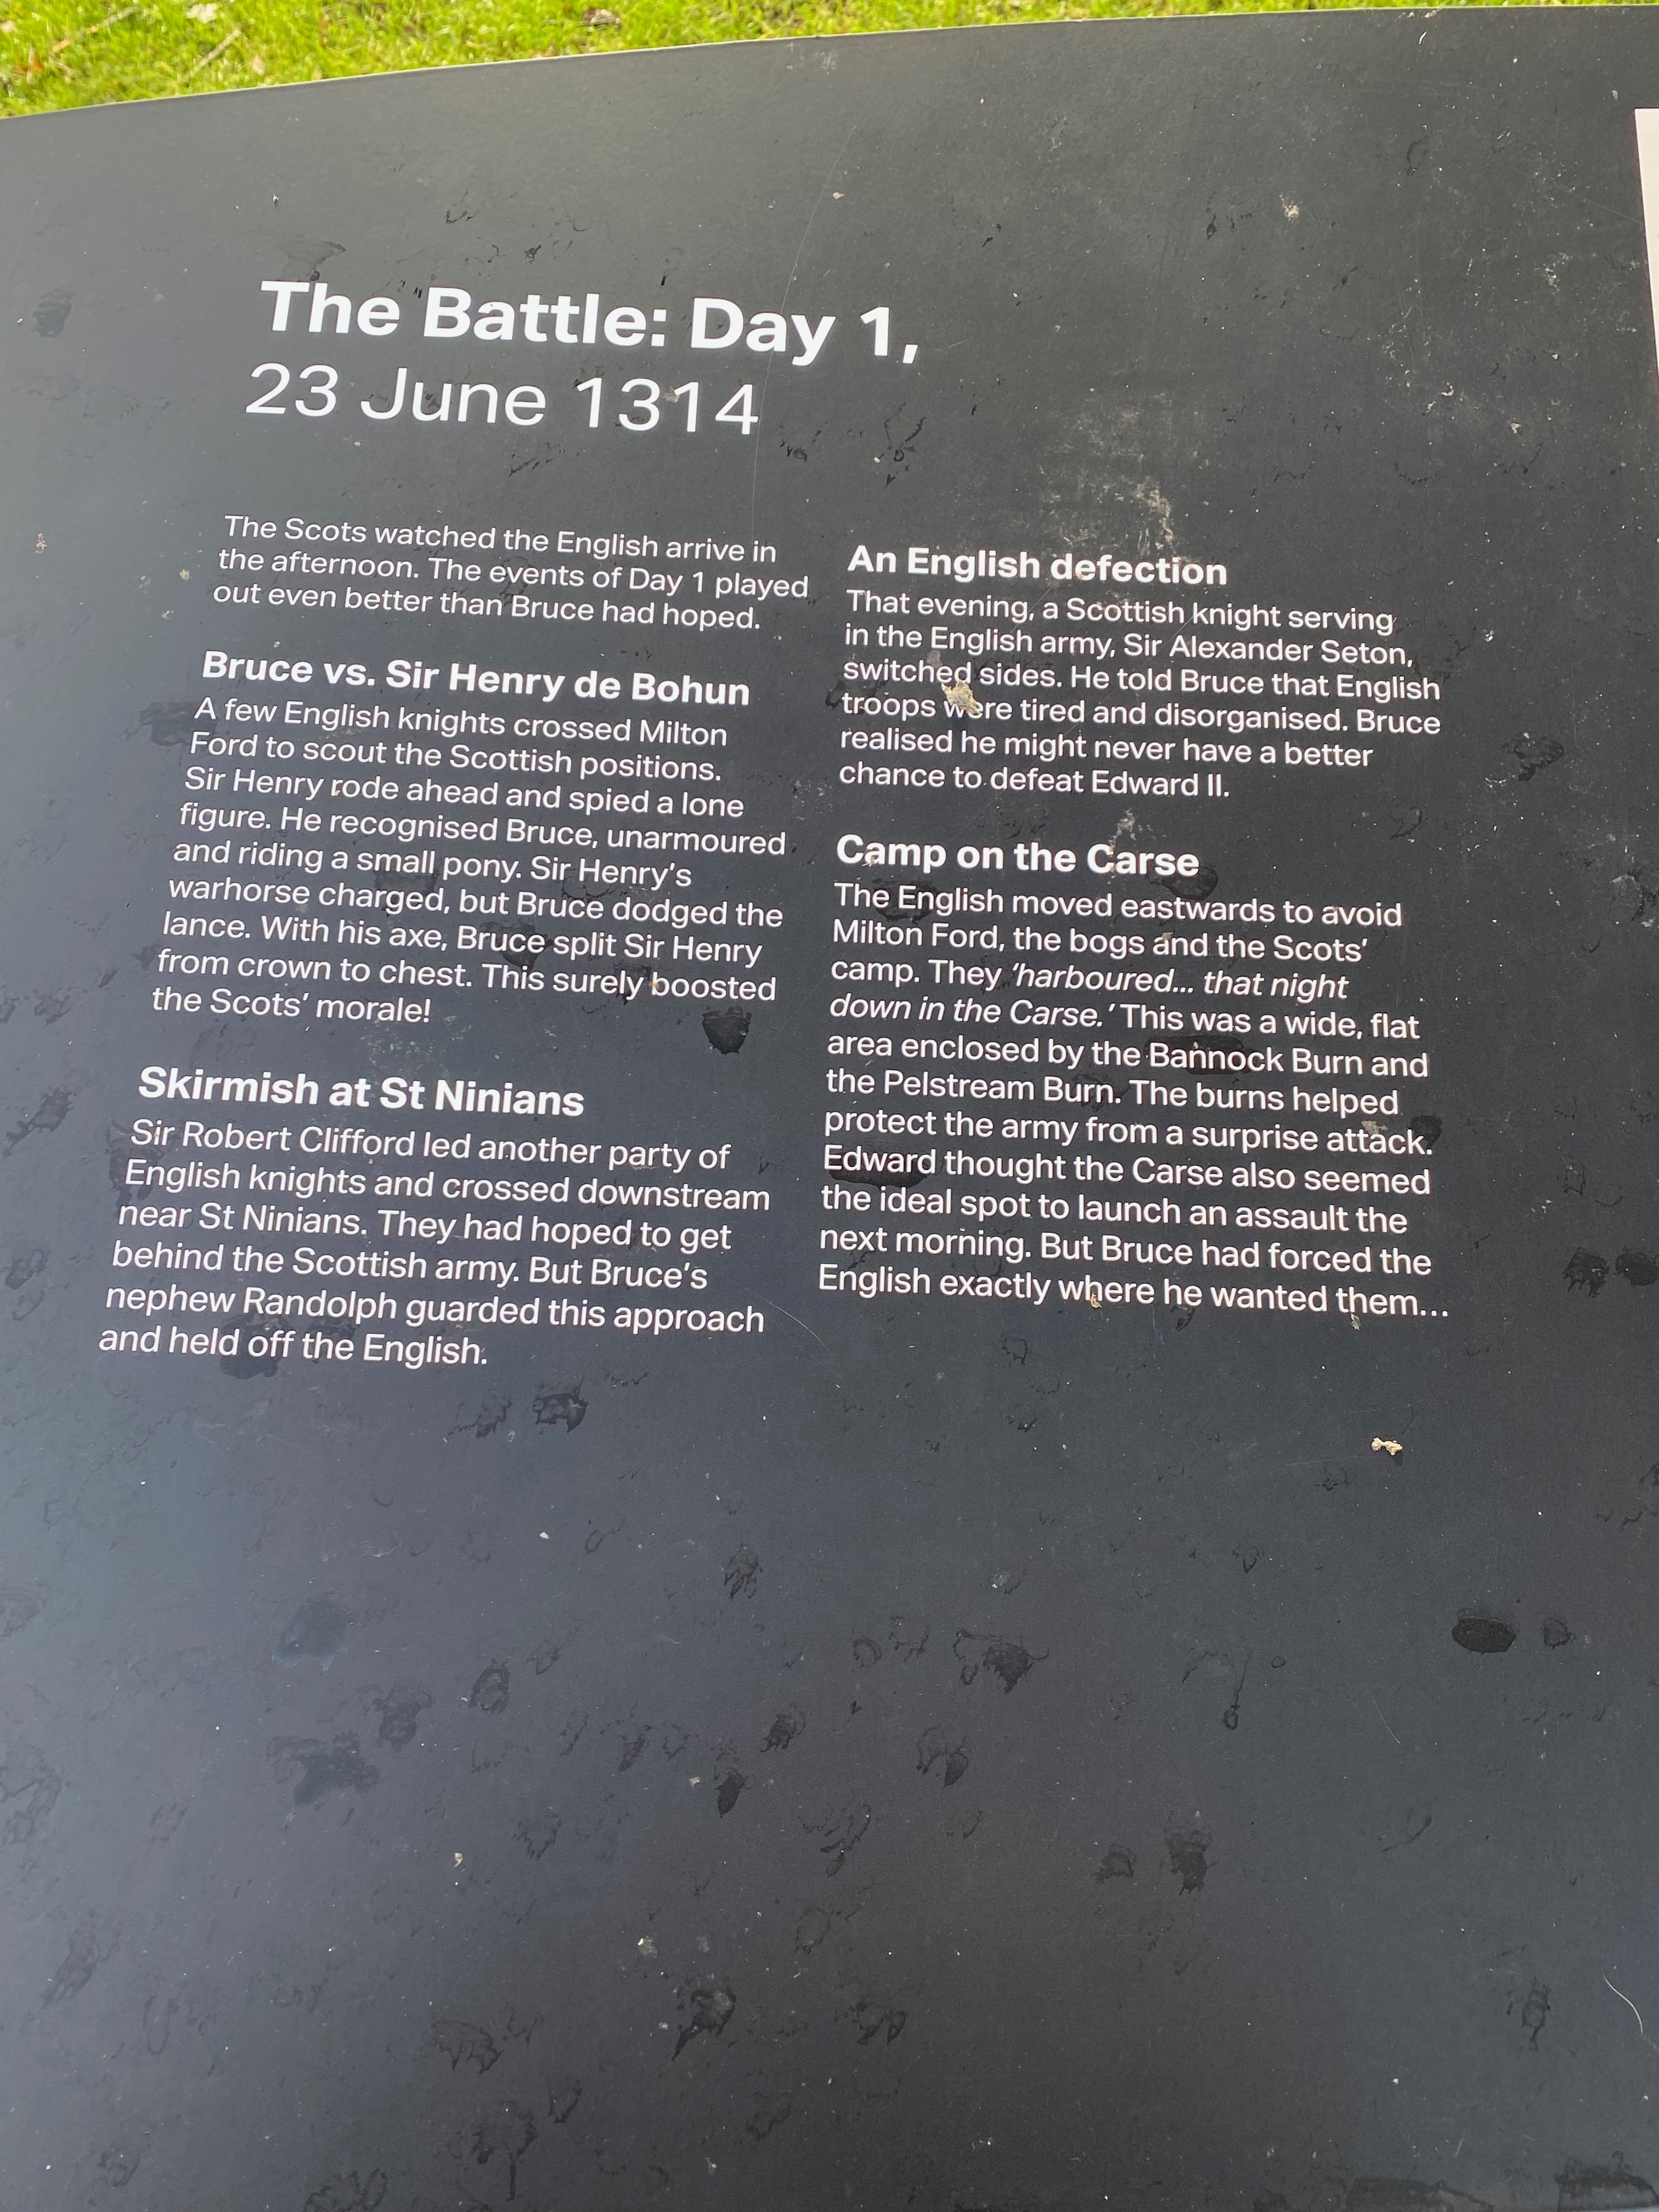 The Battle: Day 1,
23 June 1314
The Scots watched the English arrive in
the afternoon. The events of Day 1 played
out even better than Bruce had hoped.
Bruce vs. Sir Henry de Bohun
A few English knights crossed Milton
Ford to scout the Scottish positions.
Sir Henry rode ahead and spied a lone
figure. He recognised Bruce, unarmoured
and riding a small pony. Sir Henry's
warhorse charged, but Bruce dodged the
lance. With his axe, Bruce split Sir Henry
from crown to chest. This surely boosted
the Scots' morale!
Skirmish at St Ninians
Sir Robert Clifford led another party of
English knights and crossed downstream
near St Ninians. They had hoped to get
behind the Scottish army. But Bruce's
nephew Randolph guarded this approach
and held off the English.
An English defection
That evening, a Scottish knight serving
in the English army, Sir Alexander Seton,
switched sides. He told Bruce that English
troops were tired and disorganised. Bruce
realised he might never have a better
chance to defeat Edward II.
Camp on the Carse
The English moved eastwards to avoid
Milton Ford, the bogs and the Scots'
camp. They 'harboured... that night
down in the Carse.' This was a wide, flat
area enclosed by the Bannock Burn and
the Pelstream Burn. The burns helped
protect the army from a surprise attack.
Edward thought the Carse also seemed
the ideal spot to launch an assault the
next morning. But Bruce had forced the
English exactly where he wanted them...